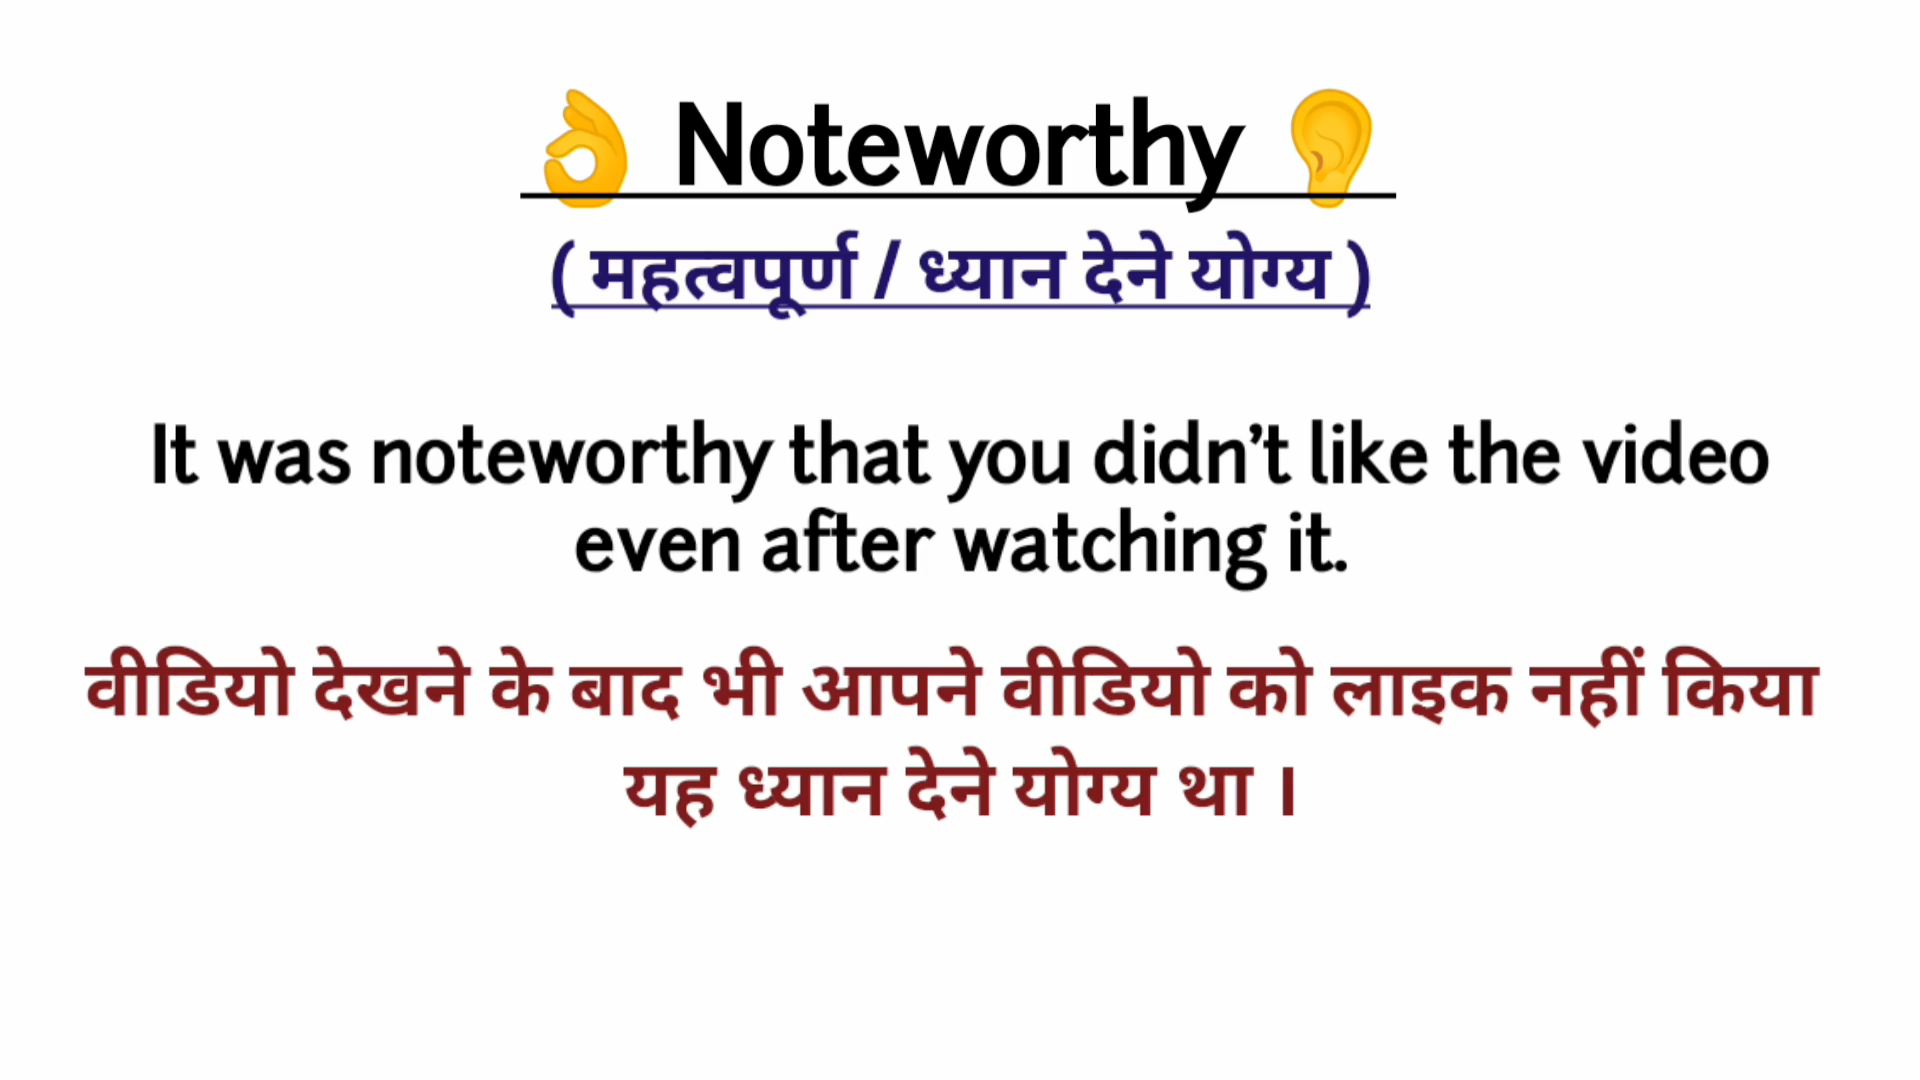 👌 Noteworthy 👂
( महत्वपूर्ण / ध्यान देने योग्य )
It was noteworthy that you didn’t like the video
even after watching it.
वीडियो देखने के बाद भी आपने वीडियो को लाइक नहीं किया
यह ध्यान देने योग्य था ।